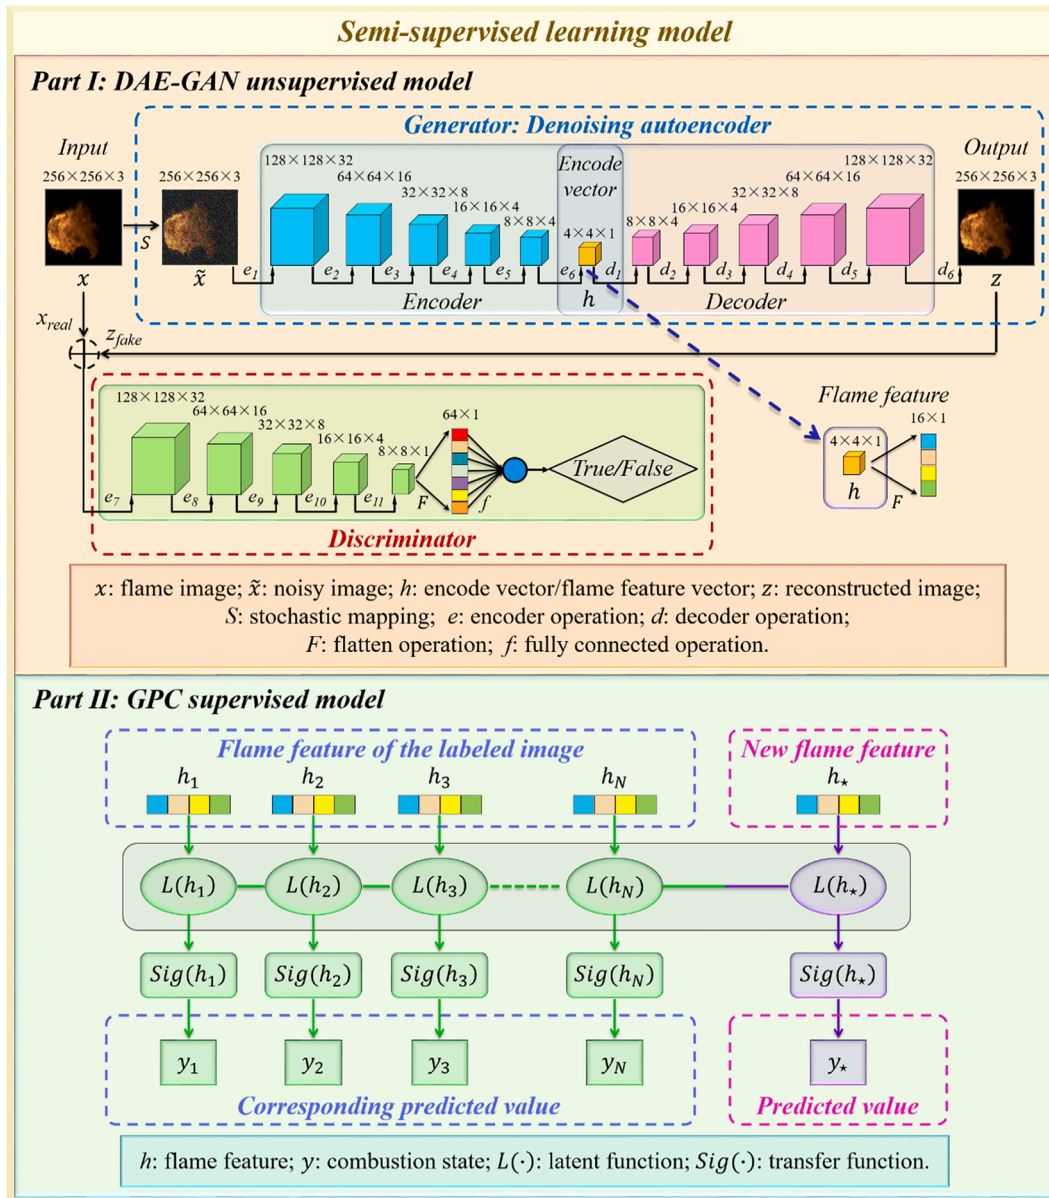 Semi-supervised learning model
Part I: DAE-GAN unsupervised model
Generator: Denoising autoencoder
Input
256×256×3
x
S
256×256×3
x̃
e1
128×128×32
e2
64×64×16
e3
32×32×8
e4
16×16×4
e5
8×8×4
e6
Encoder
Encode
vector
4×4×1
h
d1
8×8×4
d2
16×16×4
d3
32×32×8
d4
64×64×16
d5
128×128×32
d6
Decoder
Output
256×256×3
z
x_real
z_fake
128×128×32
64×64×16
32×32×8
16×16×4
8×8×1
64×1
e7
e8
e9
e10
e11
F
f
True/False
Discriminator
Flame feature
16×1
4×4×1
h
F
x: flame image; x̃: noisy image; h: encode vector/flame feature vector; z: reconstructed image;
S: stochastic mapping; e: encoder operation; d: decoder operation;
F: flatten operation; f: fully connected operation.
Part II: GPC supervised model
Flame feature of the labeled image
New flame feature
h1 h2 h3 hN h⋆
L(h1) L(h2) L(h3) L(hN) L(h⋆)
Sig(h1) Sig(h2) Sig(h3) Sig(hN) Sig(h⋆)
y1 y2 y3 yN y⋆
Corresponding predicted value
Predicted value
h: flame feature; y: combustion state; L(·): latent function; Sig(·): transfer function.